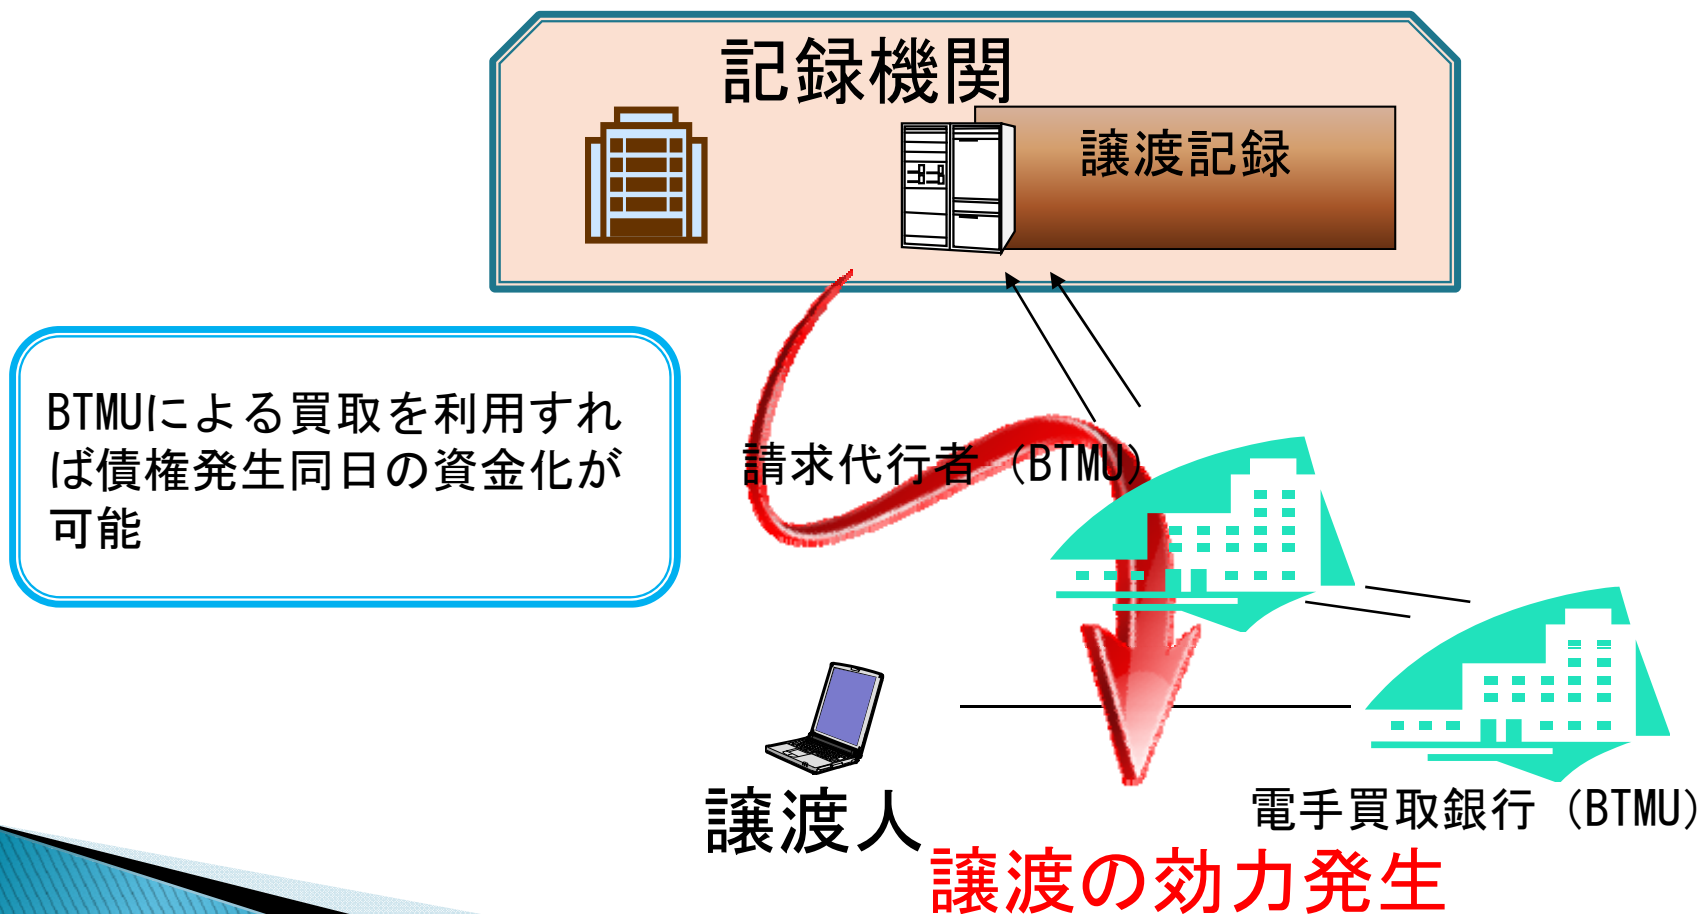 記録機関
譲渡記録
BTMUによる買取を利用すれ
ば債権発生同日の資金化が
可能
請求代行者（BTMU）
譲渡人
電手買取銀行（BTMU）
譲渡の効力発生